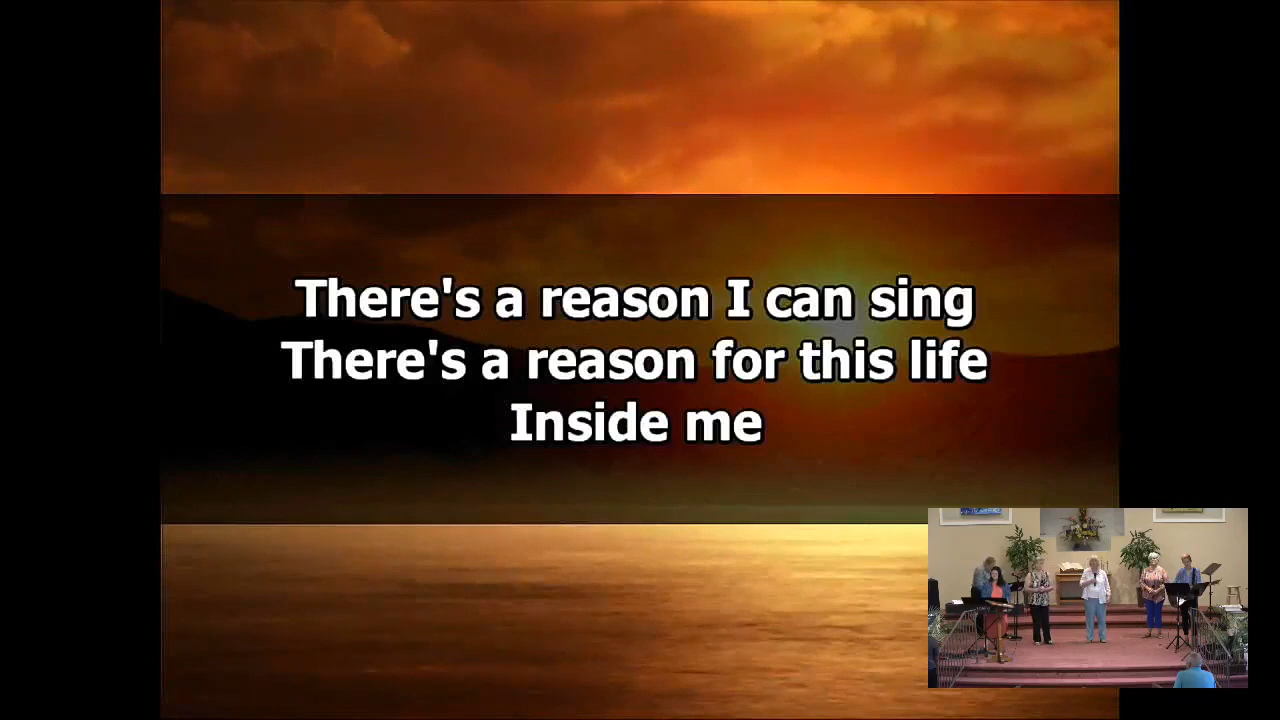 There's a reason I can sing
There's a reason for this life
Inside me